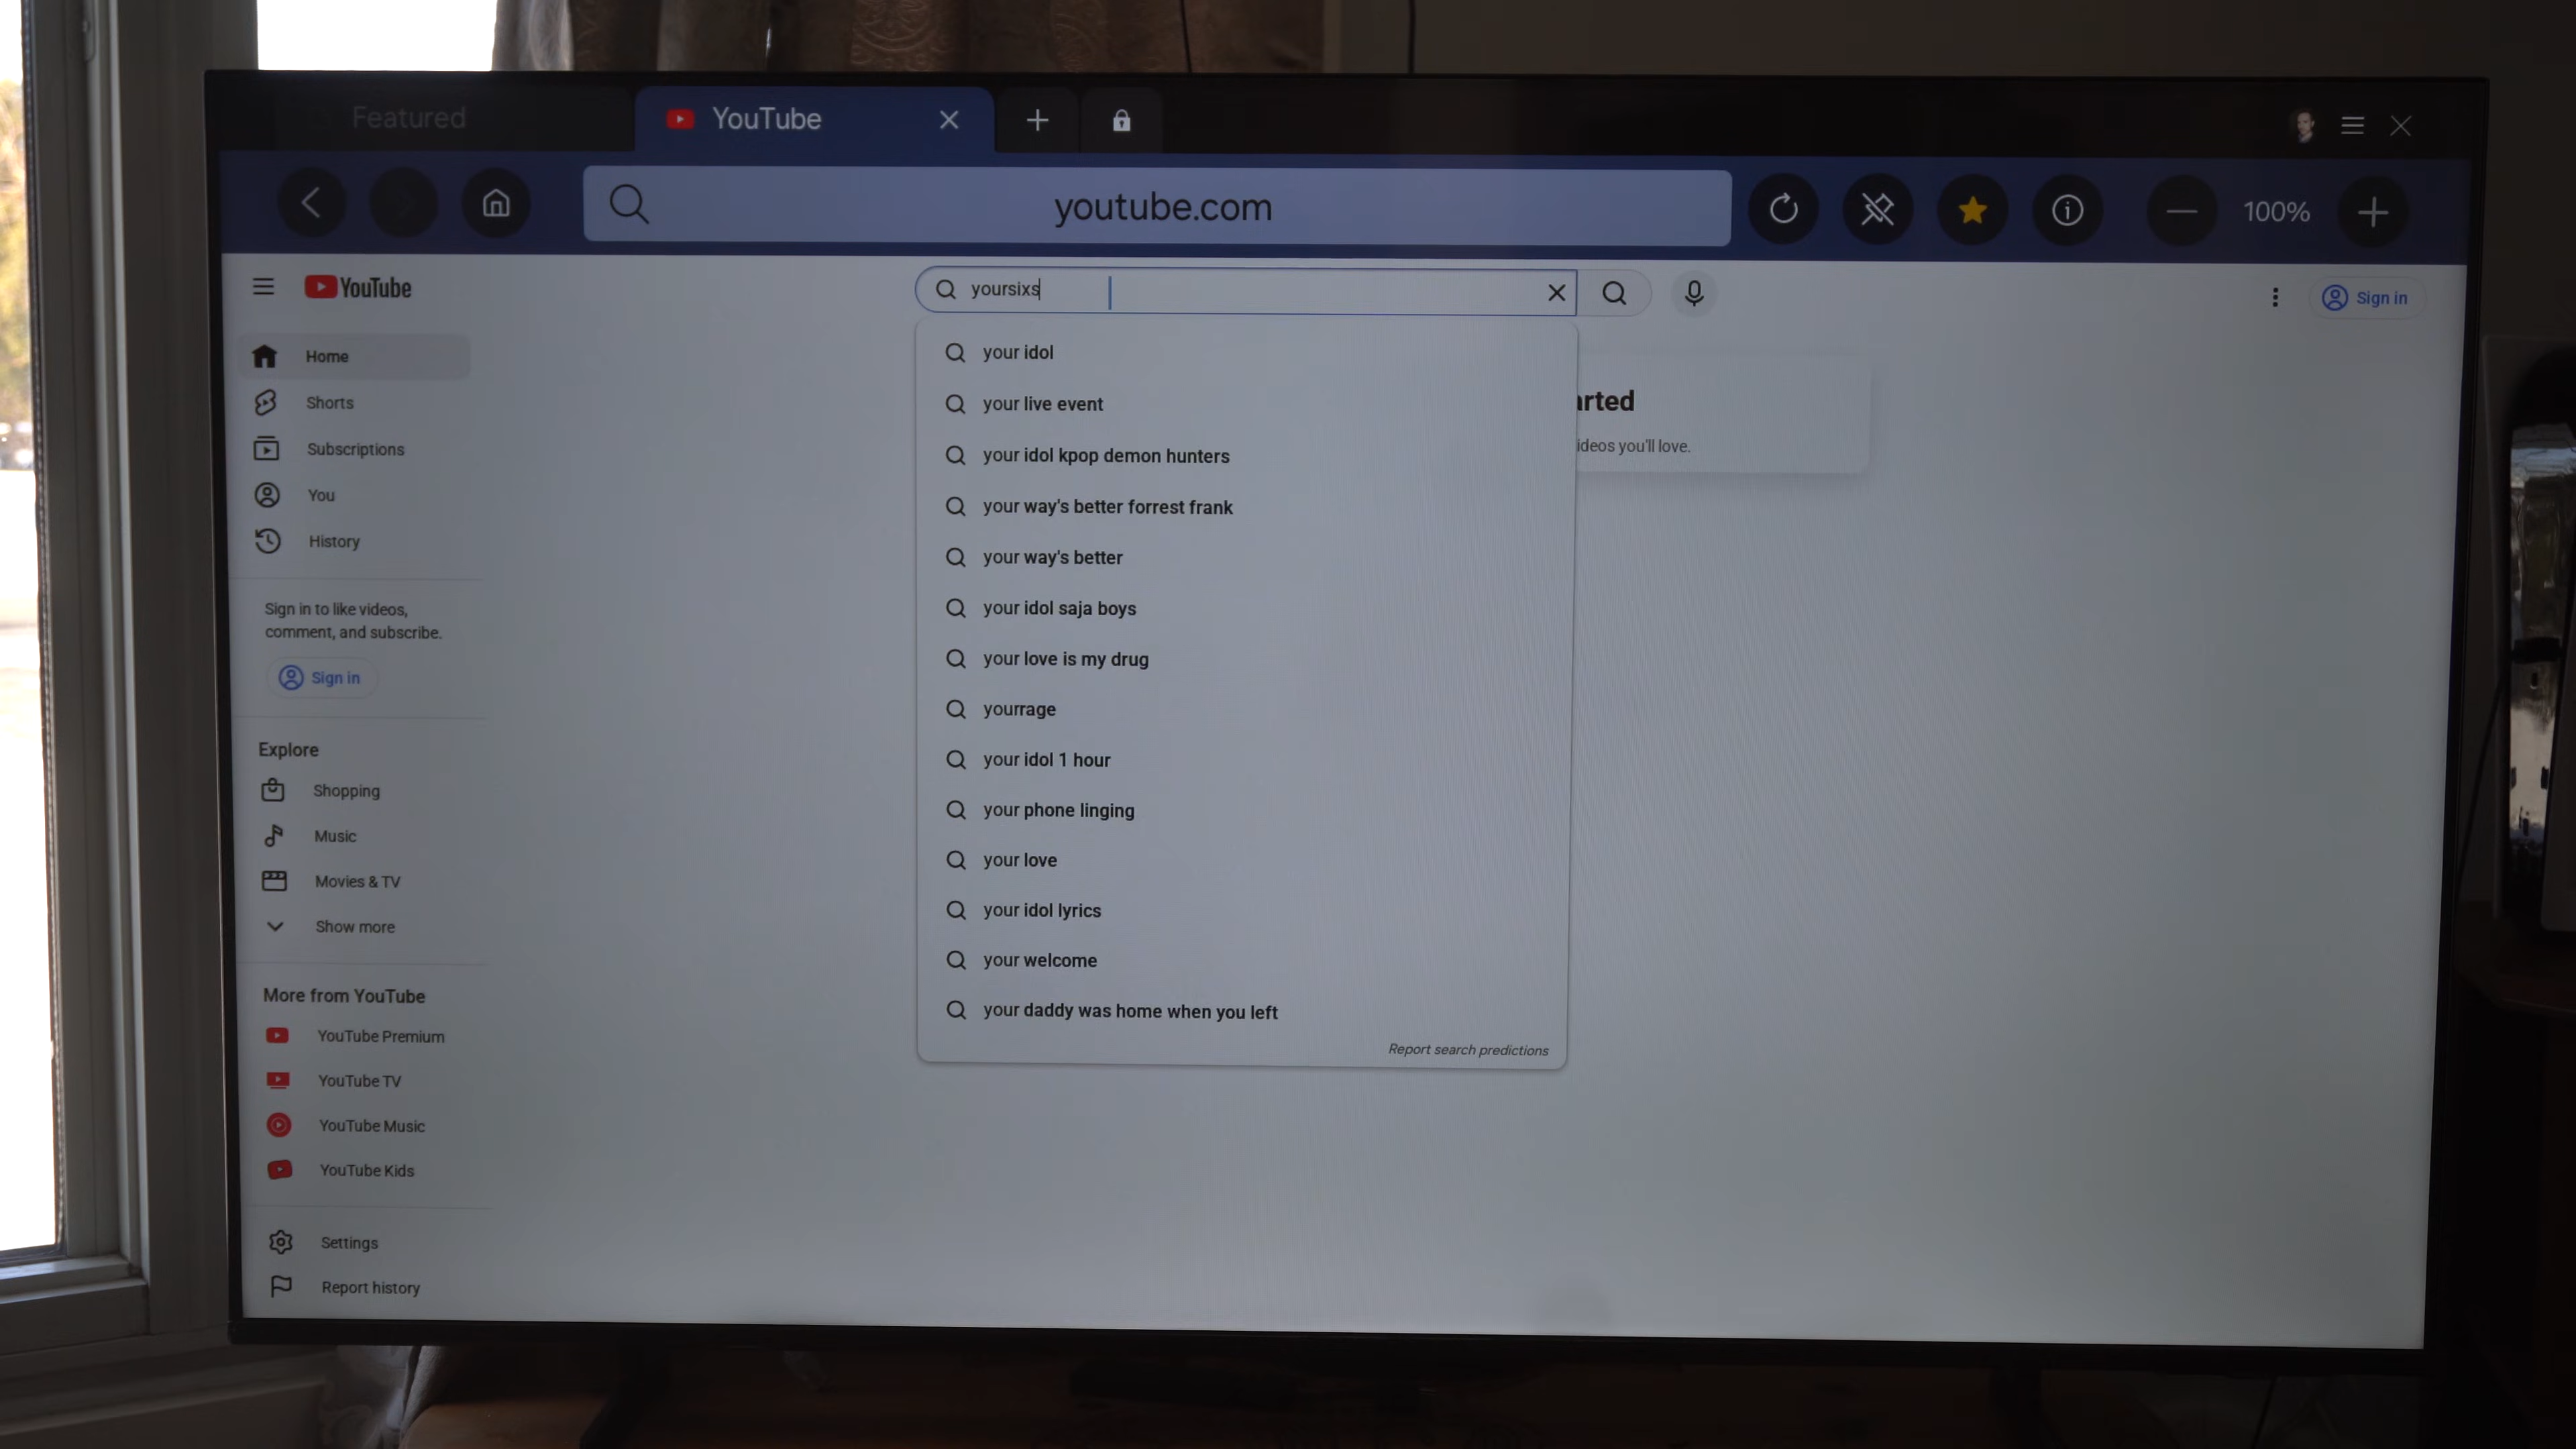 Featured
YouTube
youtube.com
100%
YouTube
yoursixs
Sign in
Home
Shorts
Subscriptions
You
History
Sign in to like videos,
comment, and subscribe.
Sign in
Explore
Shopping
Music
Movies & TV
Show more
More from YouTube
YouTube Premium
YouTube TV
YouTube Music
YouTube Kids
Settings
Report history
your idol
your live event
your idol kpop demon hunters
your way's better forrest frank
your way's better
your idol saja boys
your love is my drug
yourrage
your idol 1 hour
your phone linging
your love
your idol lyrics
your welcome
your daddy was home when you left
Report search predictions
arted
ideos you'll love.